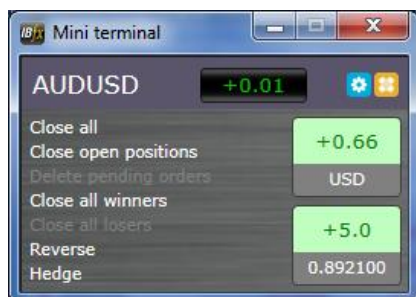 IBfx Mini terminal
AUDUSD +0.01
Close all
Close open positions
Delete pending orders
Close all winners
Close all losers
Reverse
Hedge
+0.66
USD
+5.0
0.892100